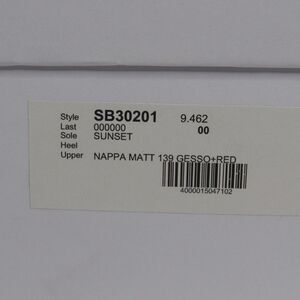 Style SB30201 9.462
Last 000000 00
Sole SUNSET
Heel
Upper NAPPA MATT 139 GESSO+RED
4000015047102